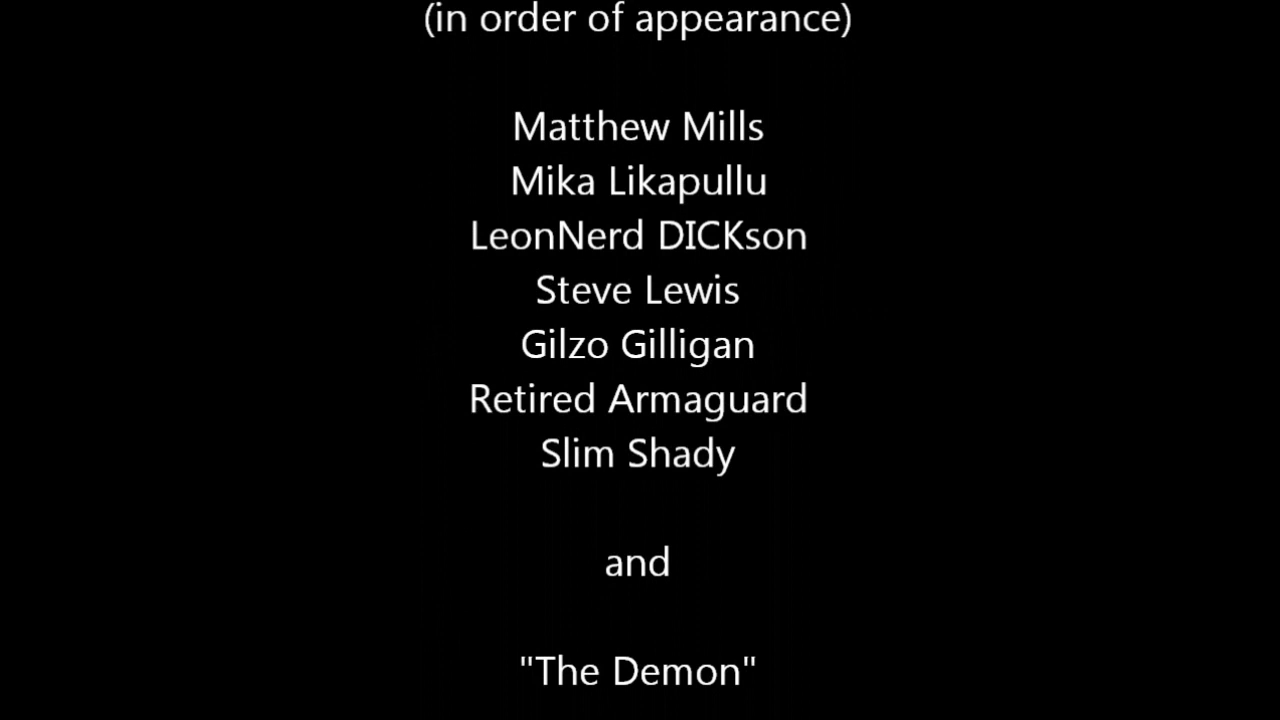 (in order of appearance)
Matthew Mills
Mika Likapullu
LeonNerd DICKson
Steve Lewis
Gilzo Gilligan
Retired Armaguard
Slim Shady
and
"The Demon"